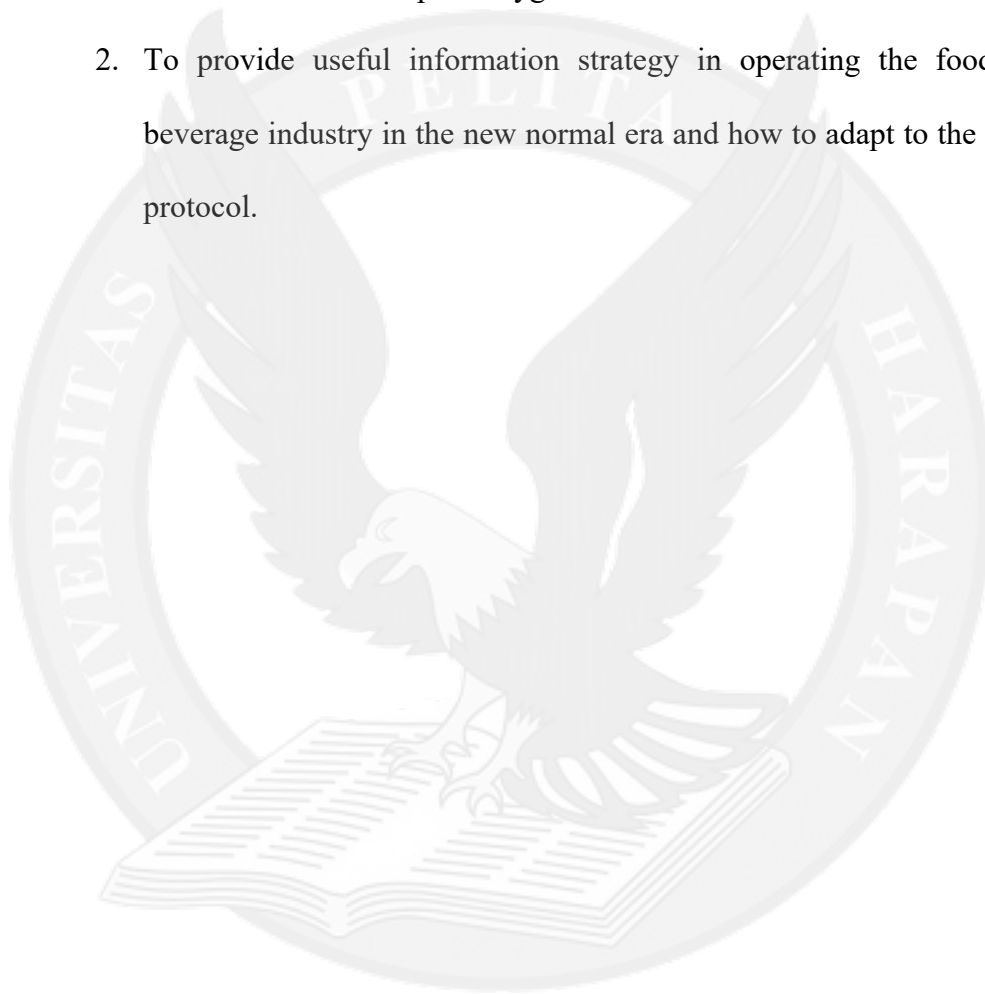 2. To provide useful information strategy in operating the
beverage industry in the new normal era and how to adapt to the
protocol.
UNIVERSITAS PELITA HARAPAN